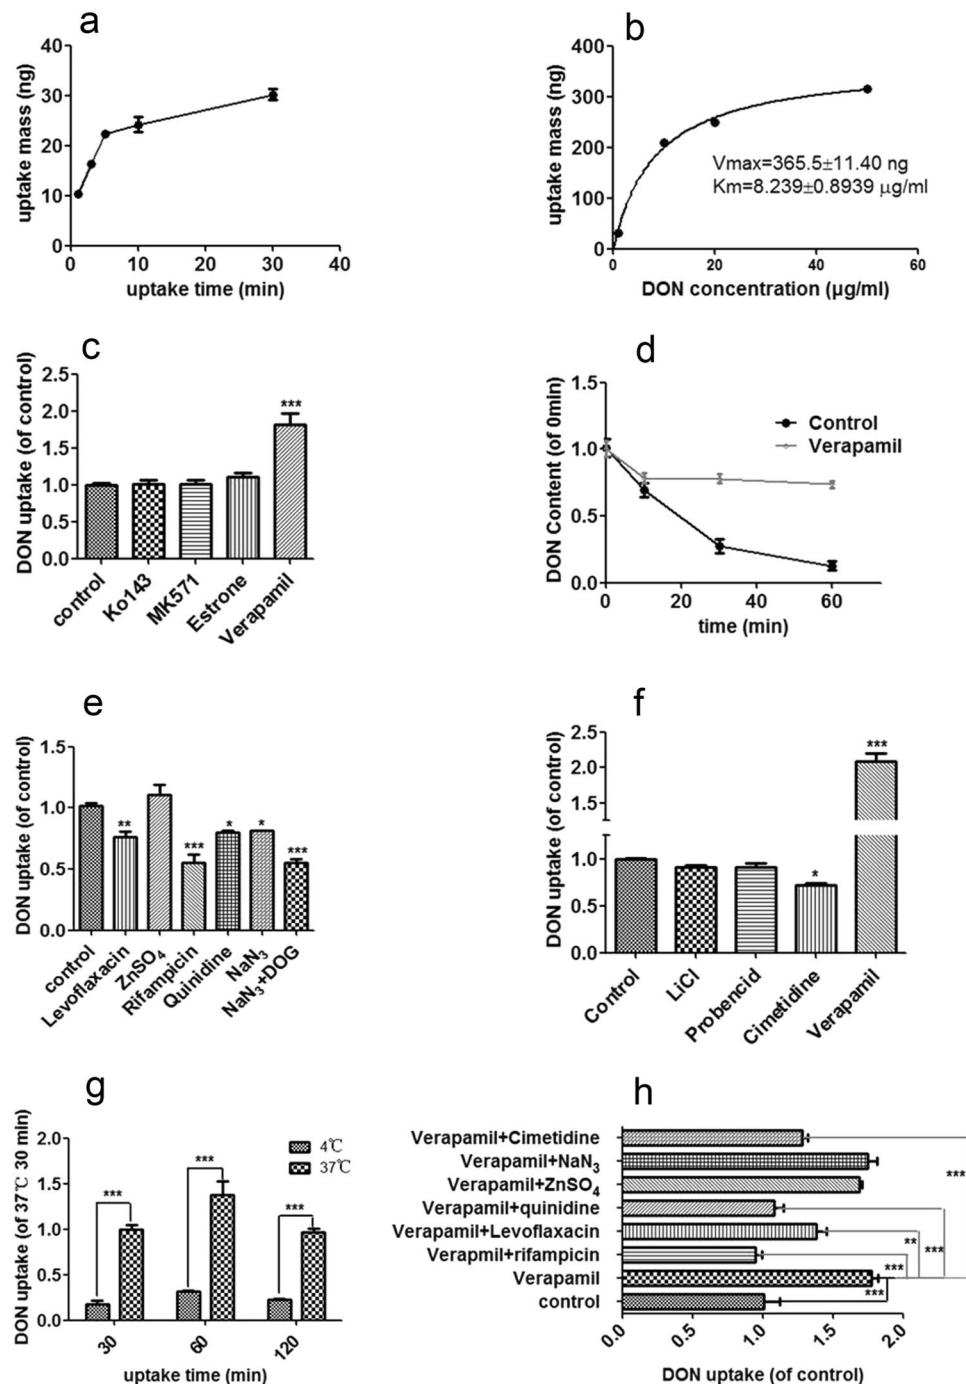 a
40
30
20
10
0
uptake mass (ng)
0 10 20 30 40
uptake time (min)
b
400
300
200
100
0
uptake mass (ng)
Vmax=365.5±11.40 ng
Km=8.239±0.8939 µg/ml
0 20 40 60
DON concentration (µg/ml)
c
2.5
2.0
1.5
1.0
0.5
0.0
DON uptake (of control)
***
control
Ko143
MK571
Estrone
Verapamil
d
1.5
1.0
0.5
0.0
DON Content (of 0min)
Control
Verapamil
0 20 40 60
time (min)
e
1.5
1.0
0.5
0.0
DON uptake (of control)
**
***
*
*
***
control
Levoflaxacin
ZnSO4
Rifampicin
Quinidine
NaN3
NaN3+DOG
f
2.5
2.0
1.5
1.0
0.5
0.0
DON uptake (of control)
*
***
Control
LiCl
Probencid
Cimetidine
Verapamil
g
2.0
1.5
1.0
0.5
0.0
DON uptake (of 37℃ 30 min)
4℃
37℃
***
***
***
30
60
120
uptake time (min)
h
Verapamil+Cimetidine
Verapamil+NaN3
Verapamil+ZnSO4
Verapamil+quinidine
Verapamil+Levoflaxacin
Verapmil+rifampicin
Verapamil
control
***
**
***
***
***
0.0
0.5
1.0
1.5
2.0
DON uptake (of control)